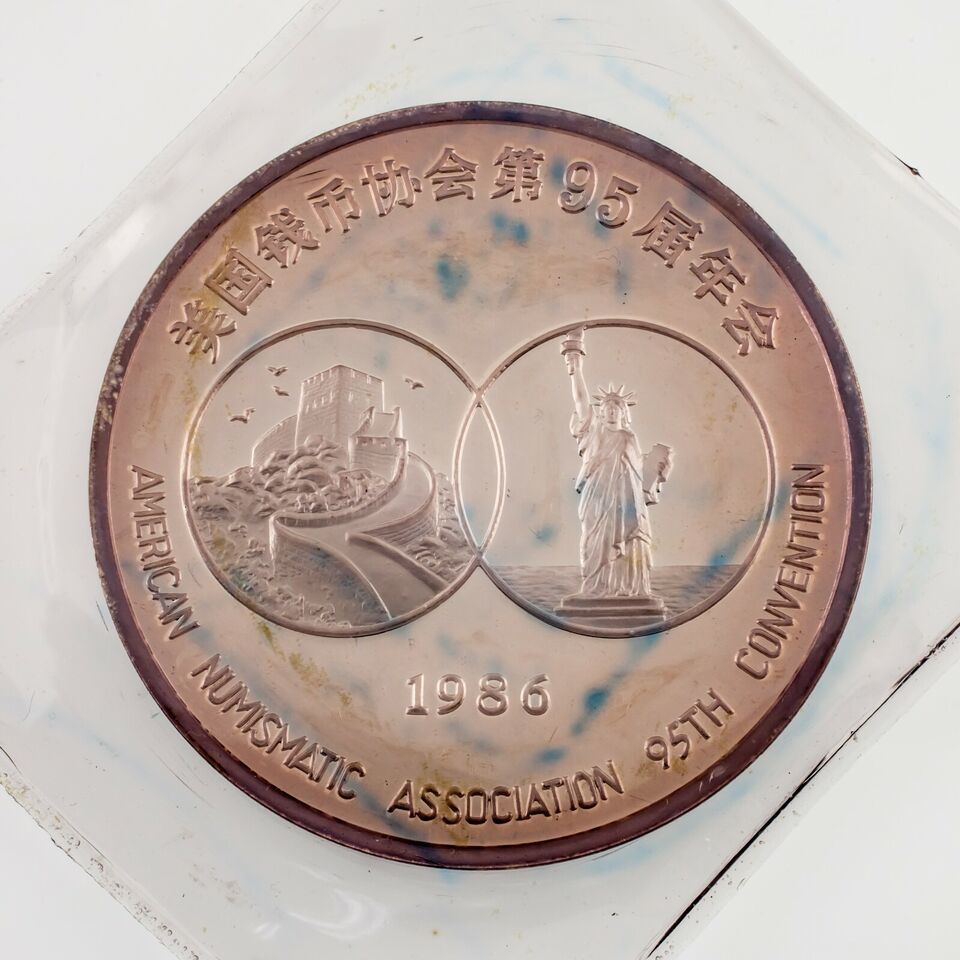 美国钱币协会第95届年会
1986
AMERICAN NUMISMATIC ASSOCIATION 95TH CONVENTION